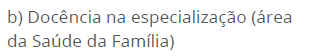 b) Docência na especialização (área
da Saúde da Família)